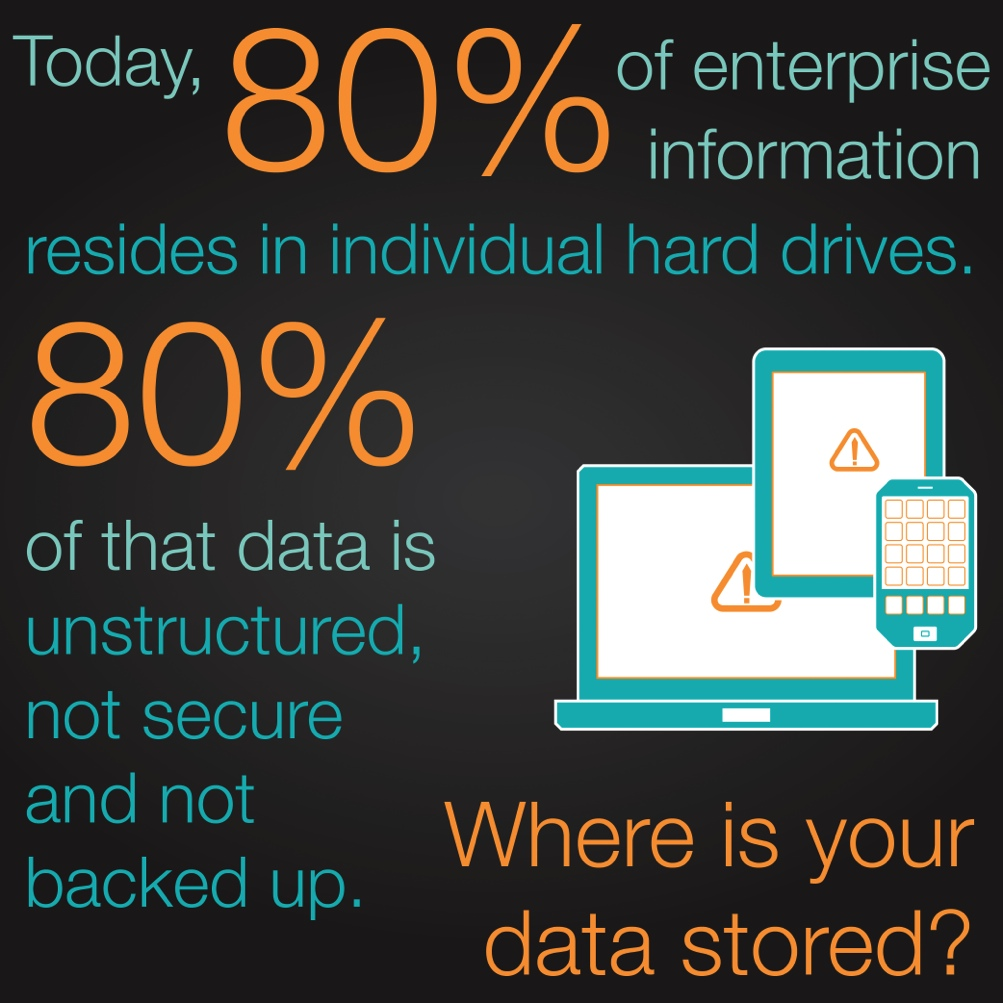 Today, 80% of enterprise
information
resides in individual hard drives.
80%
of that data is
unstructured,
not secure
and not
backed up.
Where is your
data stored?